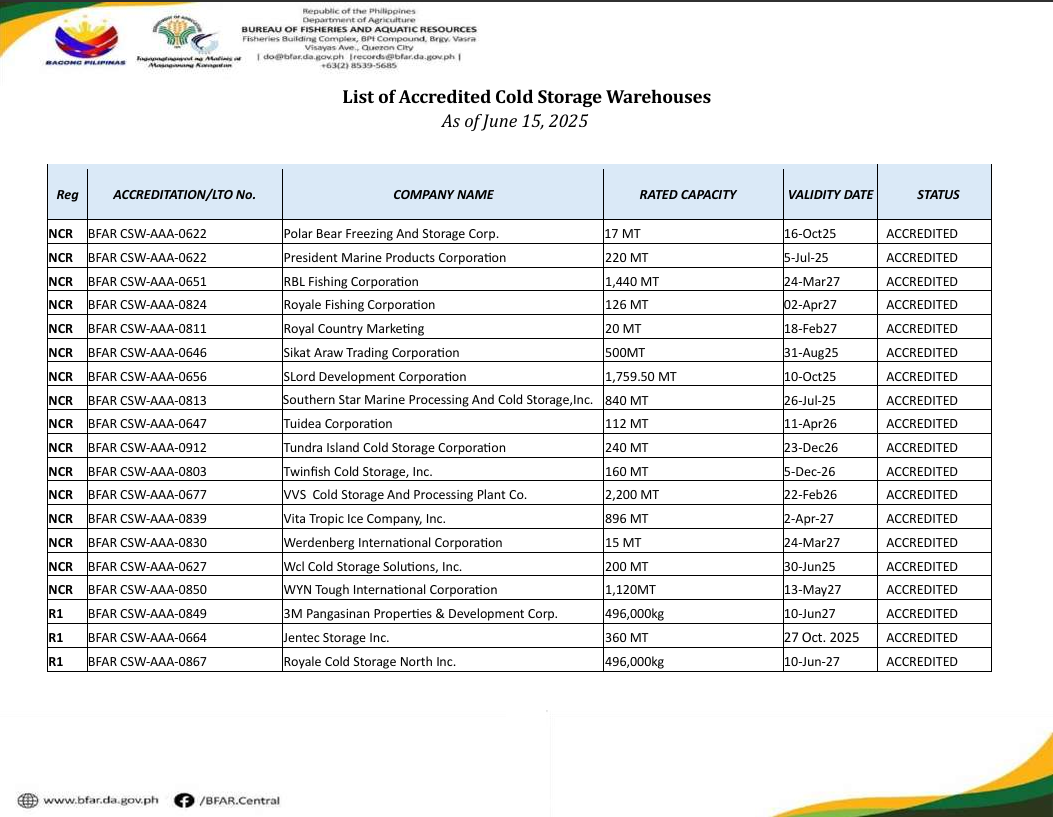 Republic of the Philippines
Department of Agriculture
BUREAU OF FISHERIES AND AQUATIC RESOURCES
Fisheries Building Complex, BPI Compound, Brgy. Vasra
Visayas Ave., Quezon City
| do@bfar.da.gov.ph |records@bfar.da.gov.ph |
+63(2) 8539-5685
BAGONG PILIPINAS
List of Accredited Cold Storage Warehouses
As of June 15, 2025
Reg ACCREDITATION/LTO No. COMPANY NAME RATED CAPACITY VALIDITY DATE STATUS
NCR BFAR CSW-AAA-0622 Polar Bear Freezing And Storage Corp. 17 MT 16-Oct25 ACCREDITED
NCR BFAR CSW-AAA-0622 President Marine Products Corporation 220 MT 5-Jul-25 ACCREDITED
NCR BFAR CSW-AAA-0651 RBL Fishing Corporation 1,440 MT 24-Mar27 ACCREDITED
NCR BFAR CSW-AAA-0824 Royale Fishing Corporation 126 MT 02-Apr27 ACCREDITED
NCR BFAR CSW-AAA-0811 Royal Country Marketing 20 MT 18-Feb27 ACCREDITED
NCR BFAR CSW-AAA-0646 Sikat Araw Trading Corporation 500MT 31-Aug25 ACCREDITED
NCR BFAR CSW-AAA-0656 SLord Development Corporation 1,759.50 MT 10-Oct25 ACCREDITED
NCR BFAR CSW-AAA-0813 Southern Star Marine Processing And Cold Storage,Inc. 840 MT 26-Jul-25 ACCREDITED
NCR BFAR CSW-AAA-0647 Tuidea Corporation 112 MT 11-Apr26 ACCREDITED
NCR BFAR CSW-AAA-0912 Tundra Island Cold Storage Corporation 240 MT 23-Dec26 ACCREDITED
NCR BFAR CSW-AAA-0803 Twinfish Cold Storage, Inc. 160 MT 5-Dec-26 ACCREDITED
NCR BFAR CSW-AAA-0677 VVS Cold Storage And Processing Plant Co. 2,200 MT 22-Feb26 ACCREDITED
NCR BFAR CSW-AAA-0839 Vita Tropic Ice Company, Inc. 896 MT 2-Apr-27 ACCREDITED
NCR BFAR CSW-AAA-0830 Werdenberg International Corporation 15 MT 24-Mar27 ACCREDITED
NCR BFAR CSW-AAA-0627 Wcl Cold Storage Solutions, Inc. 200 MT 30-Jun25 ACCREDITED
NCR BFAR CSW-AAA-0850 WYN Tough International Corporation 1,120MT 13-May27 ACCREDITED
R1 BFAR CSW-AAA-0849 3M Pangasinan Properties & Development Corp. 496,000kg 10-Jun27 ACCREDITED
R1 BFAR CSW-AAA-0664 Jentec Storage Inc. 360 MT 27 Oct. 2025 ACCREDITED
R1 BFAR CSW-AAA-0867 Royale Cold Storage North Inc. 496,000kg 10-Jun-27 ACCREDITED
www.bfar.da.gov.ph /BFAR.Central